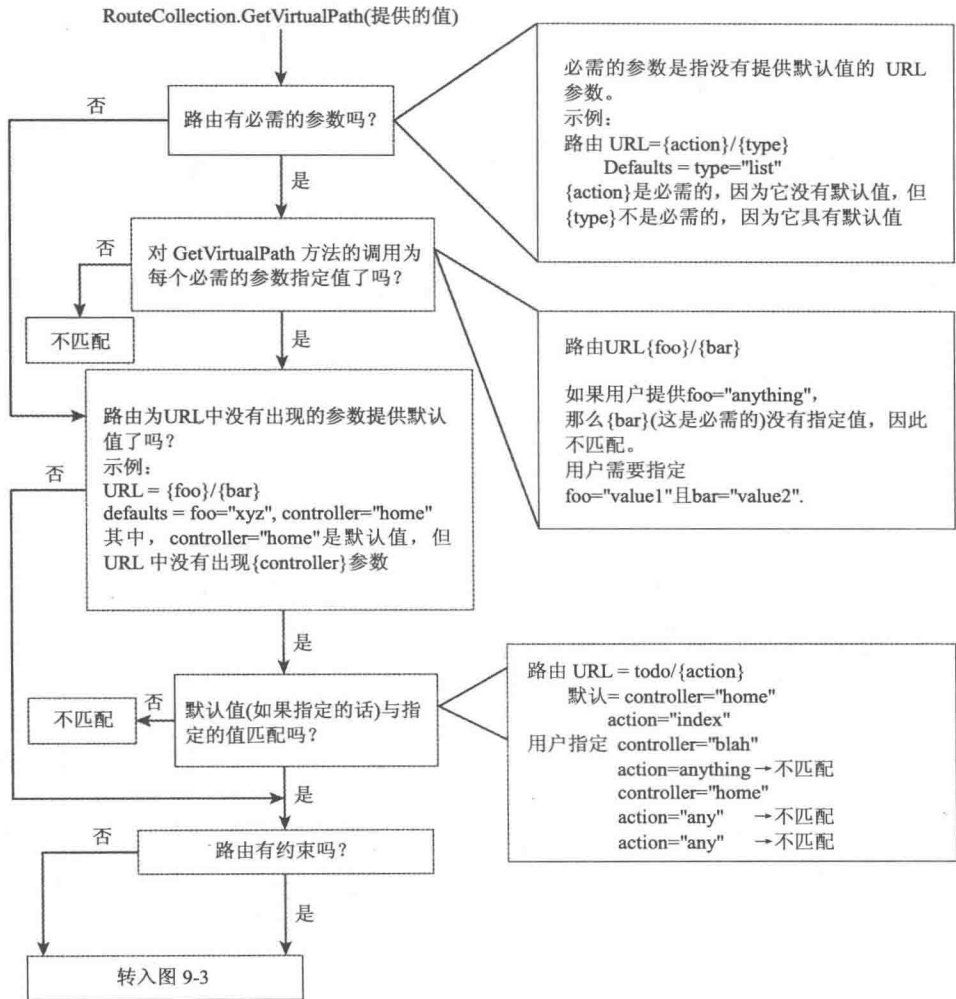 RouteCollection.GetVirtualPath(提供的值)
路由有必需的参数吗？
否
是
必需的参数是指没有提供默认值的 URL
参数。
示例：
路由 URL={action}/{type}
Defaults = type="list"
{action}是必需的，因为它没有默认值，但
{type}不是必需的，因为它具有默认值
对 GetVirtualPath 方法的调用为
每个必需的参数指定值了吗？
否
不匹配
是
路由URL{foo}/{bar}
如果用户提供foo="anything"，
那么{bar}(这是必需的)没有指定值，因此
不匹配。
用户需要指定
foo="value1"且bar="value2".
路由为URL中没有出现的参数提供默认
值了吗？
示例：
URL = {foo}/{bar}
defaults = foo="xyz", controller="home"
其中，controller="home"是默认值，但
URL 中没有出现{controller}参数
否
是
默认值(如果指定的话)与指
定的值匹配吗？
否
不匹配
是
路由 URL = todo/{action}
默认= controller="home"
action="index"
用户指定 controller="blah"
action=anything→不匹配
controller="home"
action="any" →不匹配
action="any" →不匹配
路由有约束吗？
否
是
转入图 9-3